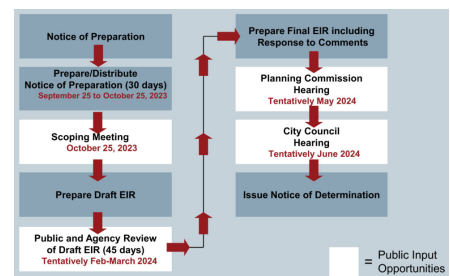 Notice of Preparation
Prepare/Distribute
Notice of Preparation (30 days)
September 25 to October 25, 2023
Scoping Meeting
October 25, 2023
Prepare Draft EIR
Public and Agency Review
of Draft EIR (45 days)
Tentatively Feb-March 2024
Prepare Final EIR including
Response to Comments
Planning Commission
Hearing
Tentatively May 2024
City Council
Hearing
Tentatively June 2024
Issue Notice of Determination
= Public Input
Opportunities